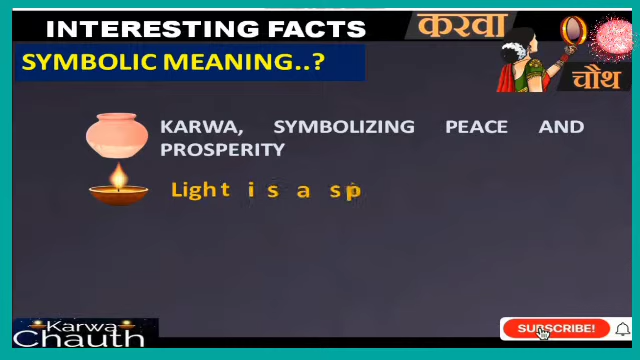 INTERESTING FACTS
करवा
चौथ
SYMBOLIC MEANING..?
KARWA, SYMBOLIZING PEACE AND
PROSPERITY
Light is a sp
Karwa
Chauth
SUBSCRIBE!